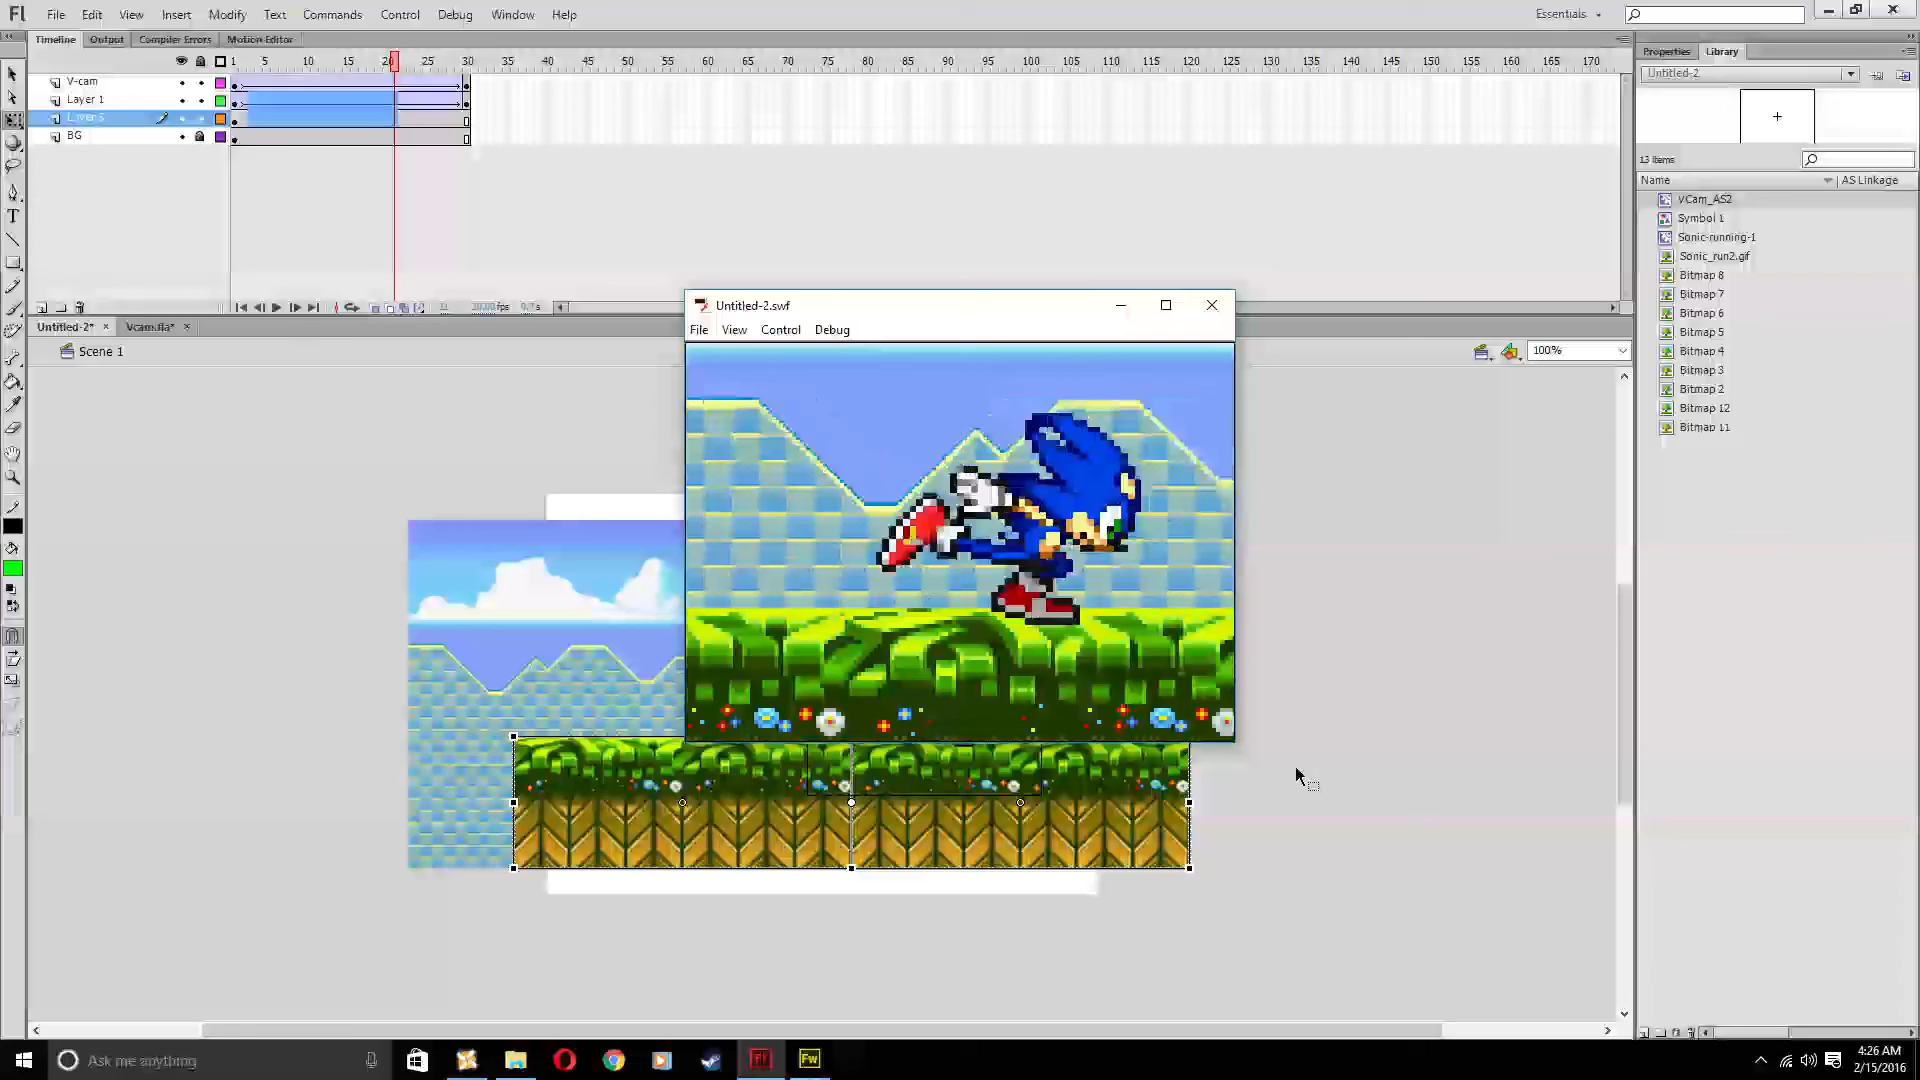 Fl File Edit View Insert Modify Text Commands Control Debug Window Help Essentials
Timeline Output Compiler Errors Motion Editor
Properties Library
1 5 10 15 20 25 30 35 40 45 50 55 60 65 70 75 80 85 90 95 100 105 110 115 120 125 130 135 140 145 150 155 160 165 170
Untitled-2
V-cam
Layer 1
BG
13 items
Name AS Linkage
VCam_AS2
Symbol 1
Sonic-running-1
Sonic_run2.gif
Bitmap 8
Bitmap 7
Bitmap 6
Bitmap 5
Bitmap 4
Bitmap 3
Bitmap 2
Bitmap 12
Bitmap 11
Untitled-2* × Vcam.fla* ×
Scene 1
100%
Untitled-2.swf
File View Control Debug
Ask me anything
Fl Fw
4:26 AM
2/15/2016